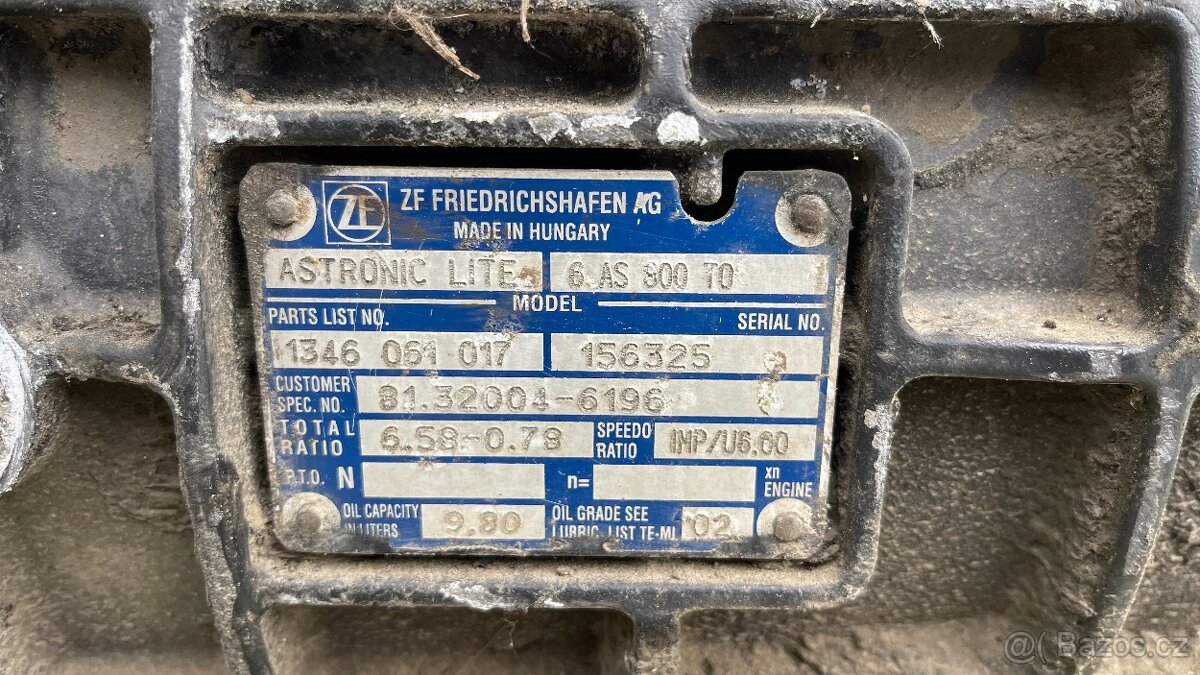 ZF
ZF FRIEDRICHSHAFEN AG
MADE IN HUNGARY
ASTRONIC LITE 6 AS 800 TO
MODEL
PARTS LIST NO. SERIAL NO.
1346 061 017 156325
CUSTOMER SPEC. NO. 81.32004-6196
TOTAL RATIO 6.58-0.78 SPEEDO RATIO IMP/U6.00
P.T.O. N n= xn ENGINE
OIL CAPACITY IN LITERS 9.80 OIL GRADE SEE LUBRIC. LIST TE-ML 02
Bazos.cz